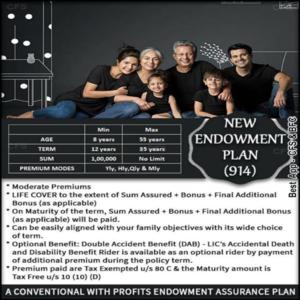 CFS
NEW
ENDOWMENT
PLAN
(914)
Min Max
AGE 8 years 55 years
TERM 12 years 35 years
SUM 1,00,000 No Limit
PREMIUM MODES Yly, Hly,Qly & Mly
Best App - CFS & BFC
* Moderate Premiums
* LIFE COVER to the extent of Sum Assured + Bonus + Final Additional
Bonus (as applicable)
* On Maturity of the term, Sum Assured + Bonus + Final Additional Bonus
(as applicable) will be paid.
* Can be easily aligned with your family objectives with its wide choice
of term.
* Optional Benefit: Double Accident Benefit (DAB) - LIC's Accidental Death
and Disability Benefit Rider is available as an optional rider by payment
of additional premium during the policy term.
* Premium paid are Tax Exempted u/s 80 C & the Maturity amount is
Tax Free u/s 10 (10) (D)
A CONVENTIONAL WITH PROFITS ENDOWMENT ASSURANCE PLAN